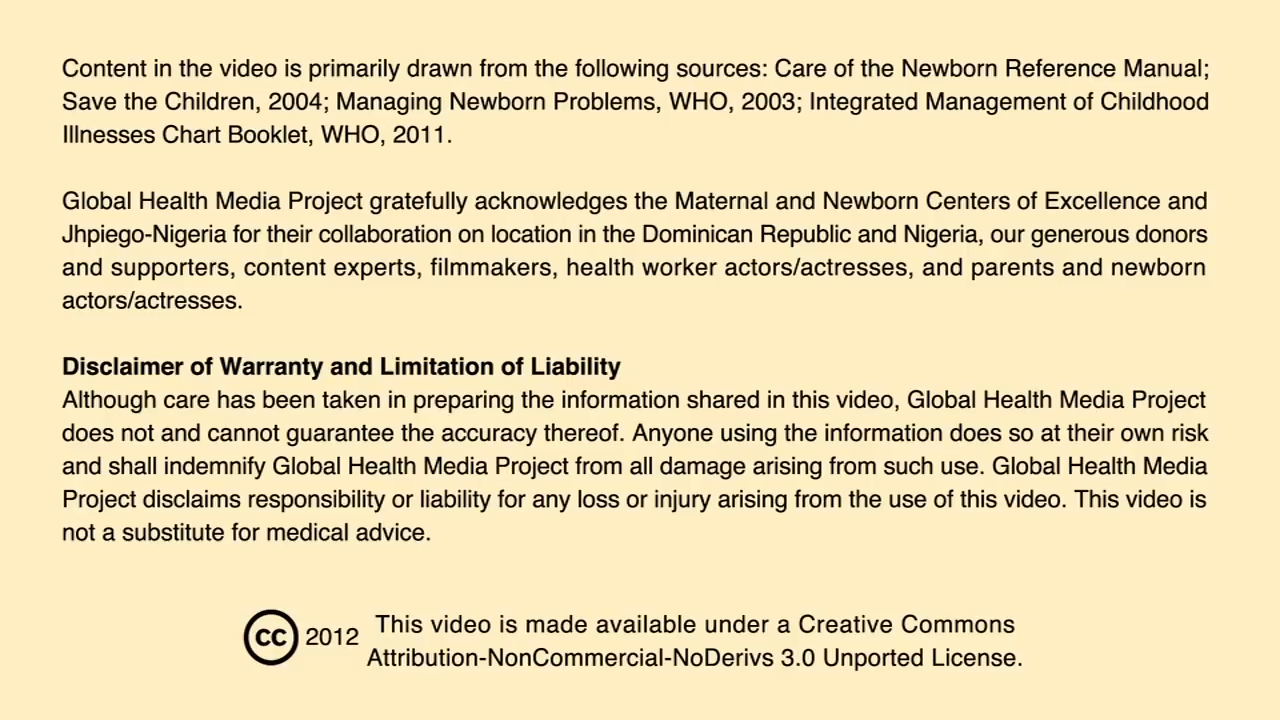 Content in the video is primarily drawn from the following sources: Care of the Newborn Reference Manual;
Save the Children, 2004; Managing Newborn Problems, WHO, 2003; Integrated Management of Childhood
Illnesses Chart Booklet, WHO, 2011.
Global Health Media Project gratefully acknowledges the Maternal and Newborn Centers of Excellence and
Jhpiego-Nigeria for their collaboration on location in the Dominican Republic and Nigeria, our generous donors
and supporters, content experts, filmmakers, health worker actors/actresses, and parents and newborn
actors/actresses.
Disclaimer of Warranty and Limitation of Liability
Although care has been taken in preparing the information shared in this video, Global Health Media Project
does not and cannot guarantee the accuracy thereof. Anyone using the information does so at their own risk
and shall indemnify Global Health Media Project from all damage arising from such use. Global Health Media
Project disclaims responsibility or liability for any loss or injury arising from the use of this video. This video is
not a substitute for medical advice.
cc 2012 This video is made available under a Creative Commons
Attribution-NonCommercial-NoDerivs 3.0 Unported License.